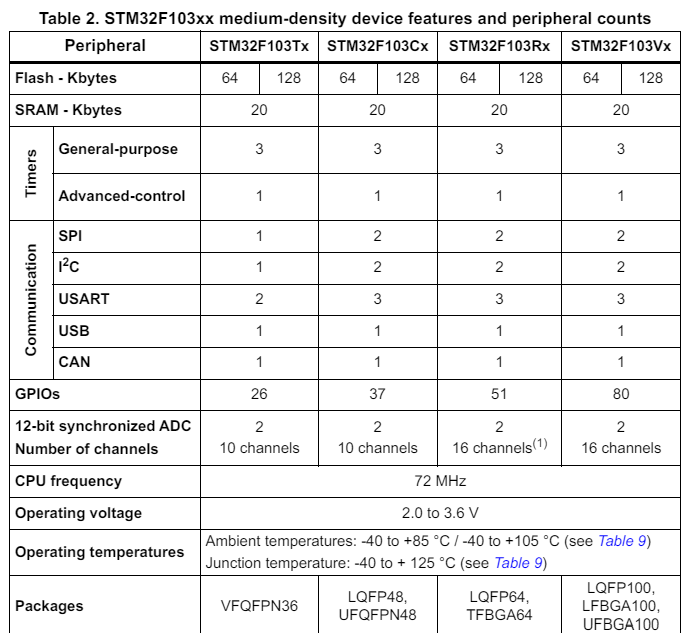 Table 2. STM32F103xx medium-density device features and peripheral counts
Peripheral STM32F103Tx STM32F103Cx STM32F103Rx STM32F103Vx
Flash - Kbytes 64 128 64 128 64 128 64 128
SRAM - Kbytes 20 20 20 20
Timers
General-purpose 3 3 3 3
Advanced-control 1 1 1 1
Communication
SPI 1 2 2 2
I²C 1 2 2 2
USART 2 3 3 3
USB 1 1 1 1
CAN 1 1 1 1
GPIOs 26 37 51 80
12-bit synchronized ADC 2 2 2 2
Number of channels 10 channels 10 channels 16 channels(1) 16 channels
CPU frequency 72 MHz
Operating voltage 2.0 to 3.6 V
Operating temperatures
Ambient temperatures: -40 to +85 °C / -40 to +105 °C (see Table 9)
Junction temperature: -40 to + 125 °C (see Table 9)
Packages VFQFPN36 LQFP48, UFQFPN48 LQFP64, TFBGA64 LQFP100, LFBGA100, UFBGA100